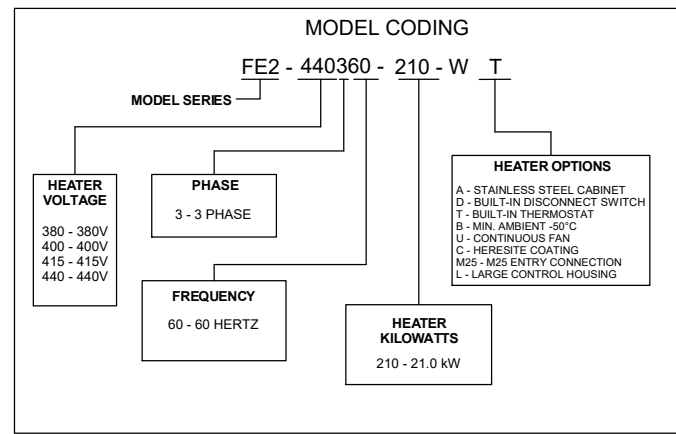 MODEL CODING
FE2 - 440360 - 210 - W T
MODEL SERIES
HEATER
VOLTAGE
380 - 380V
400 - 400V
415 - 415V
440 - 440V
PHASE
3 - 3 PHASE
FREQUENCY
60 - 60 HERTZ
HEATER
KILOWATTS
210 - 21.0 kW
HEATER OPTIONS
A - STAINLESS STEEL CABINET
D - BUILT-IN DISCONNECT SWITCH
T - BUILT-IN THERMOSTAT
B - MIN. AMBIENT -50°C
U - CONTINUOUS FAN
C - HERESITE COATING
M25 - M25 ENTRY CONNECTION
L - LARGE CONTROL HOUSING